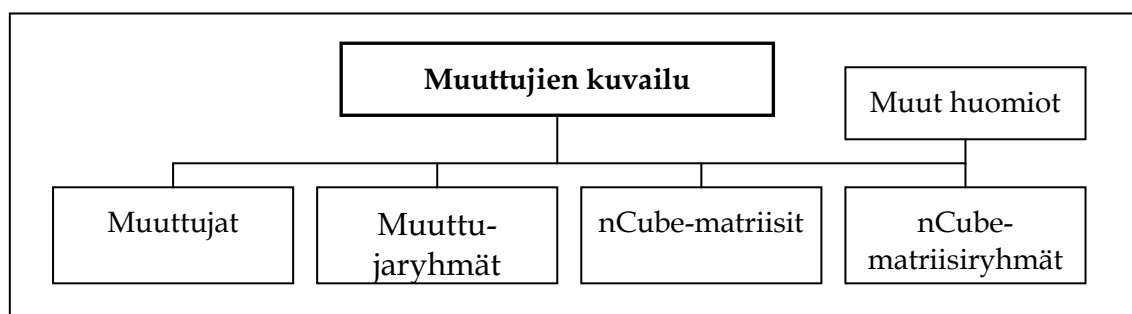 Muuttujien kuvailu
Muut huomiot
Muuttujat
Muuttu-
jaryhmät
nCube-matriisit
nCube-
matriisiryhmät